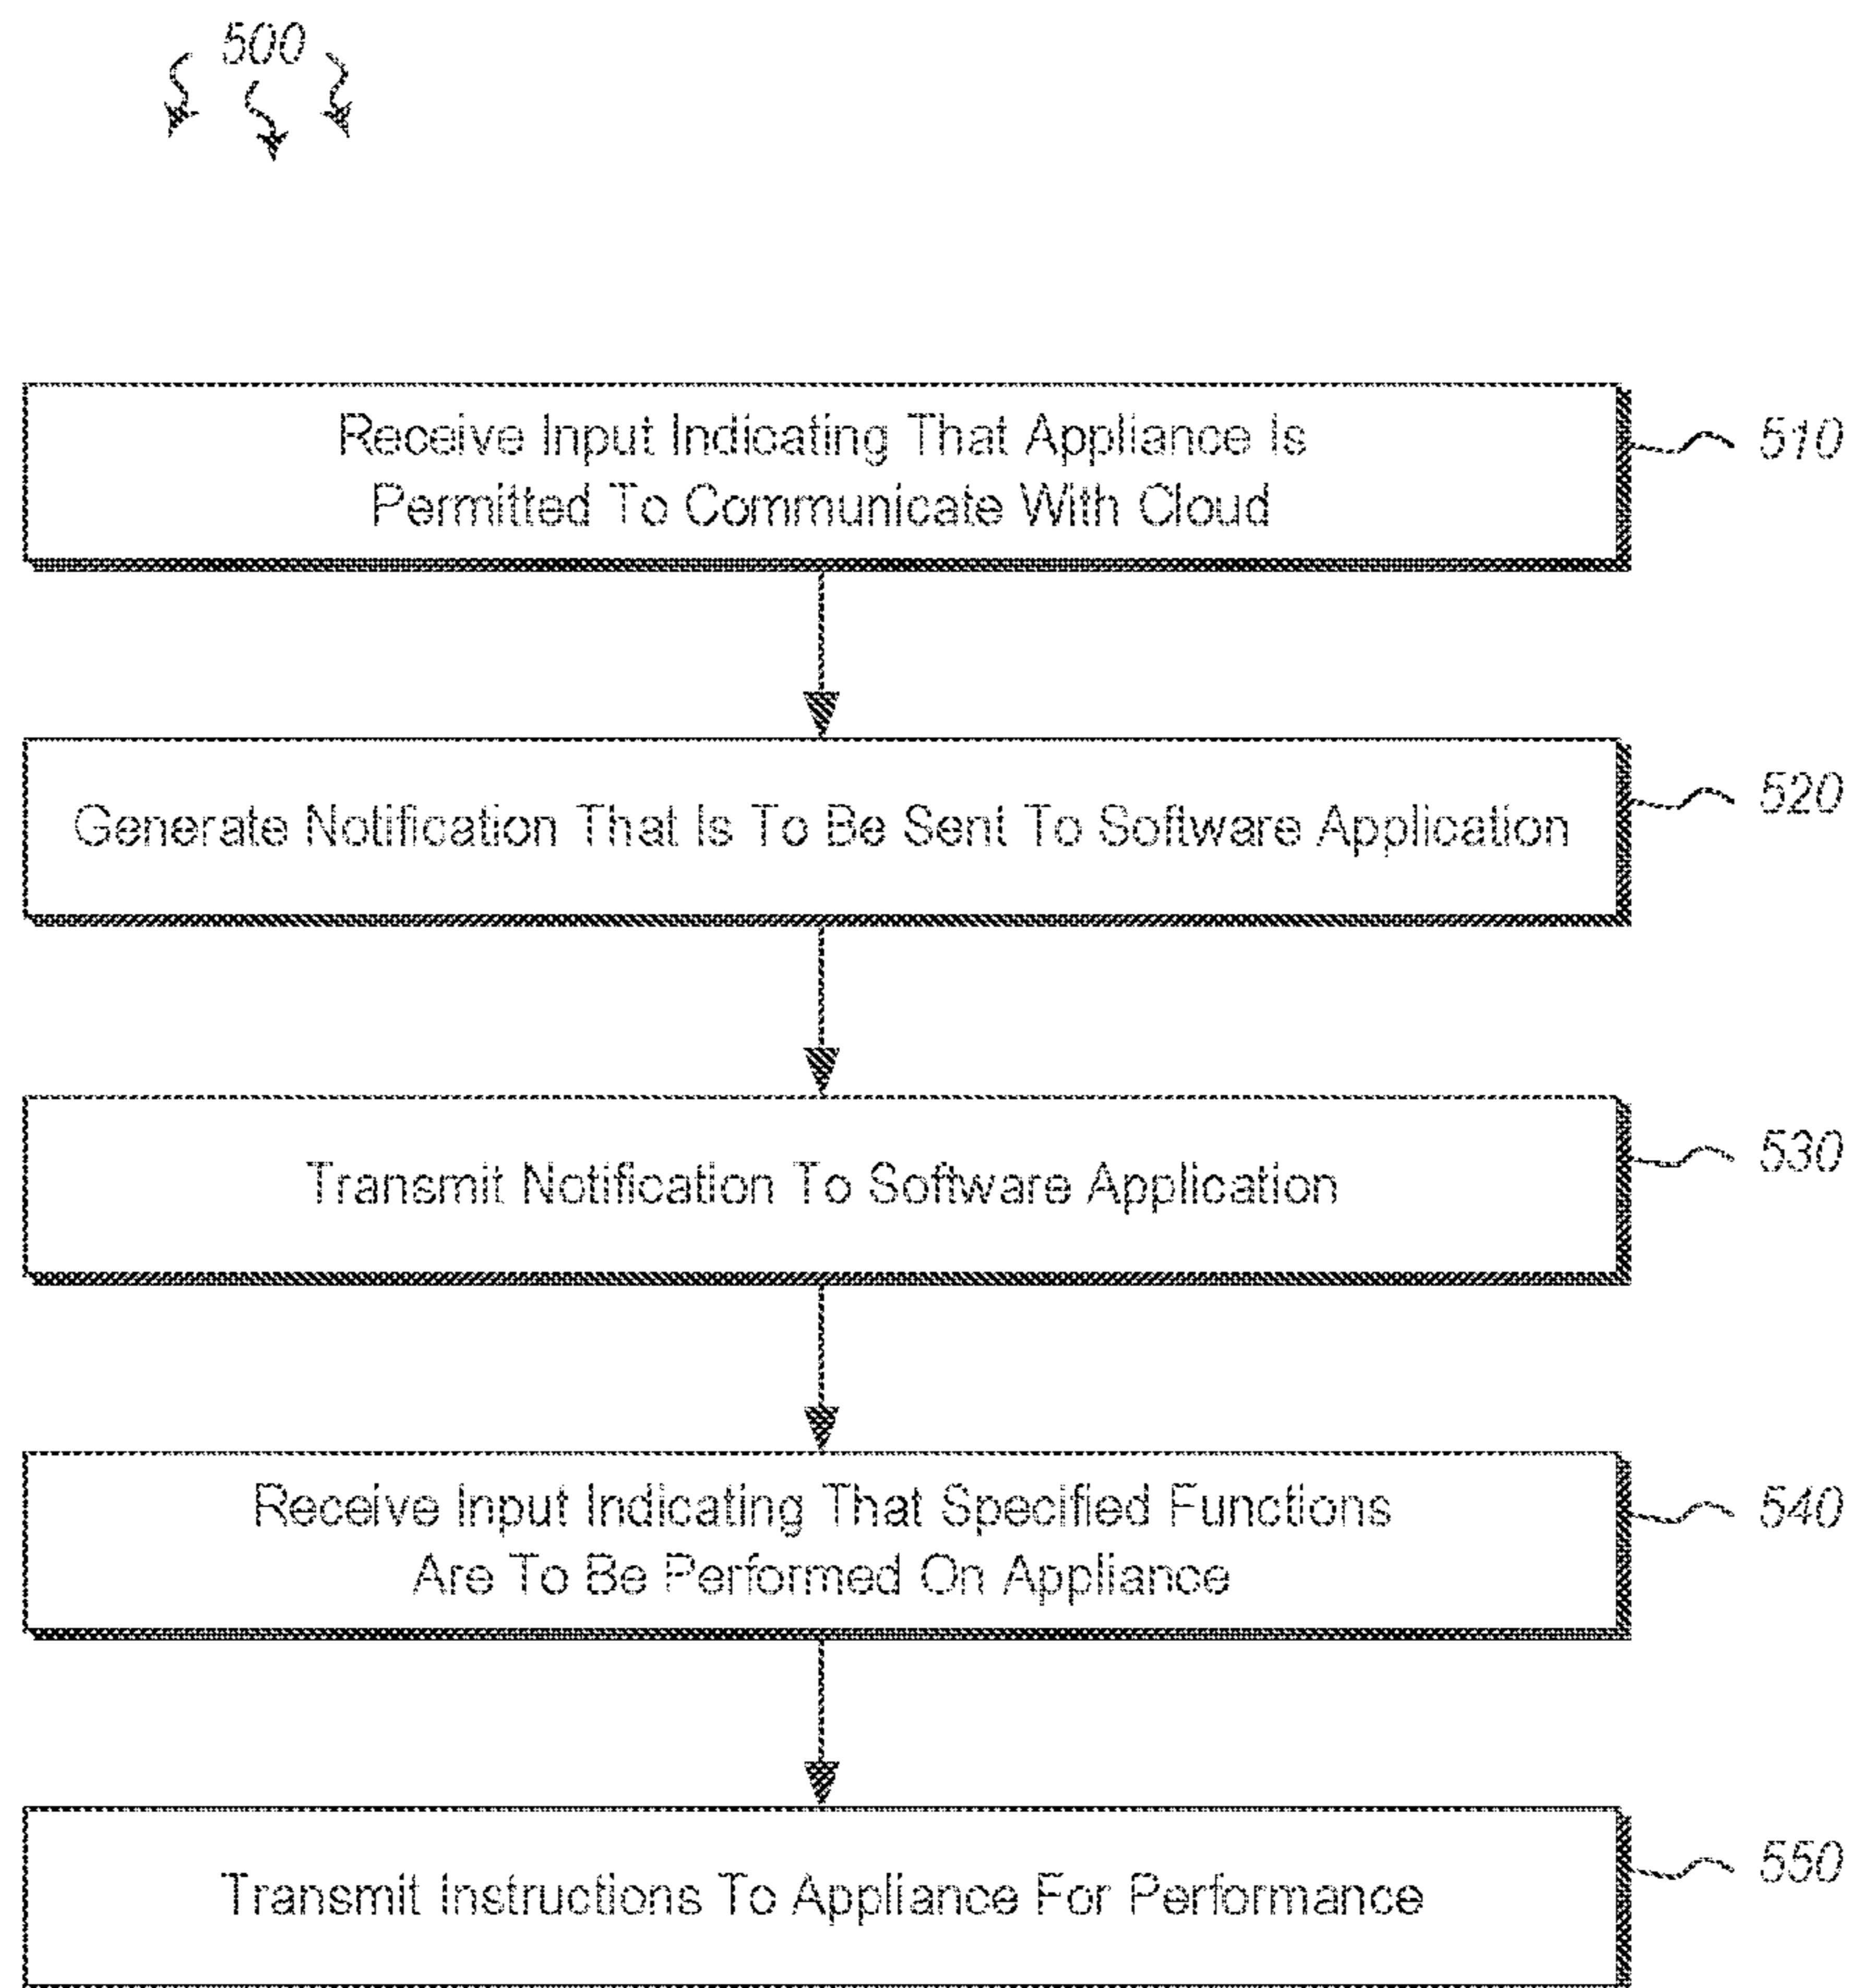 500
Receive Input Indicating That Appliance Is
Permitted To Communicate With Cloud
510
Generate Notification That Is To Be Sent To Software Application
520
Transmit Notification To Software Application
530
Receive Input Indicating That Specified Functions
Are To Be Performed On Appliance
540
Transmit Instructions To Appliance For Performance
550